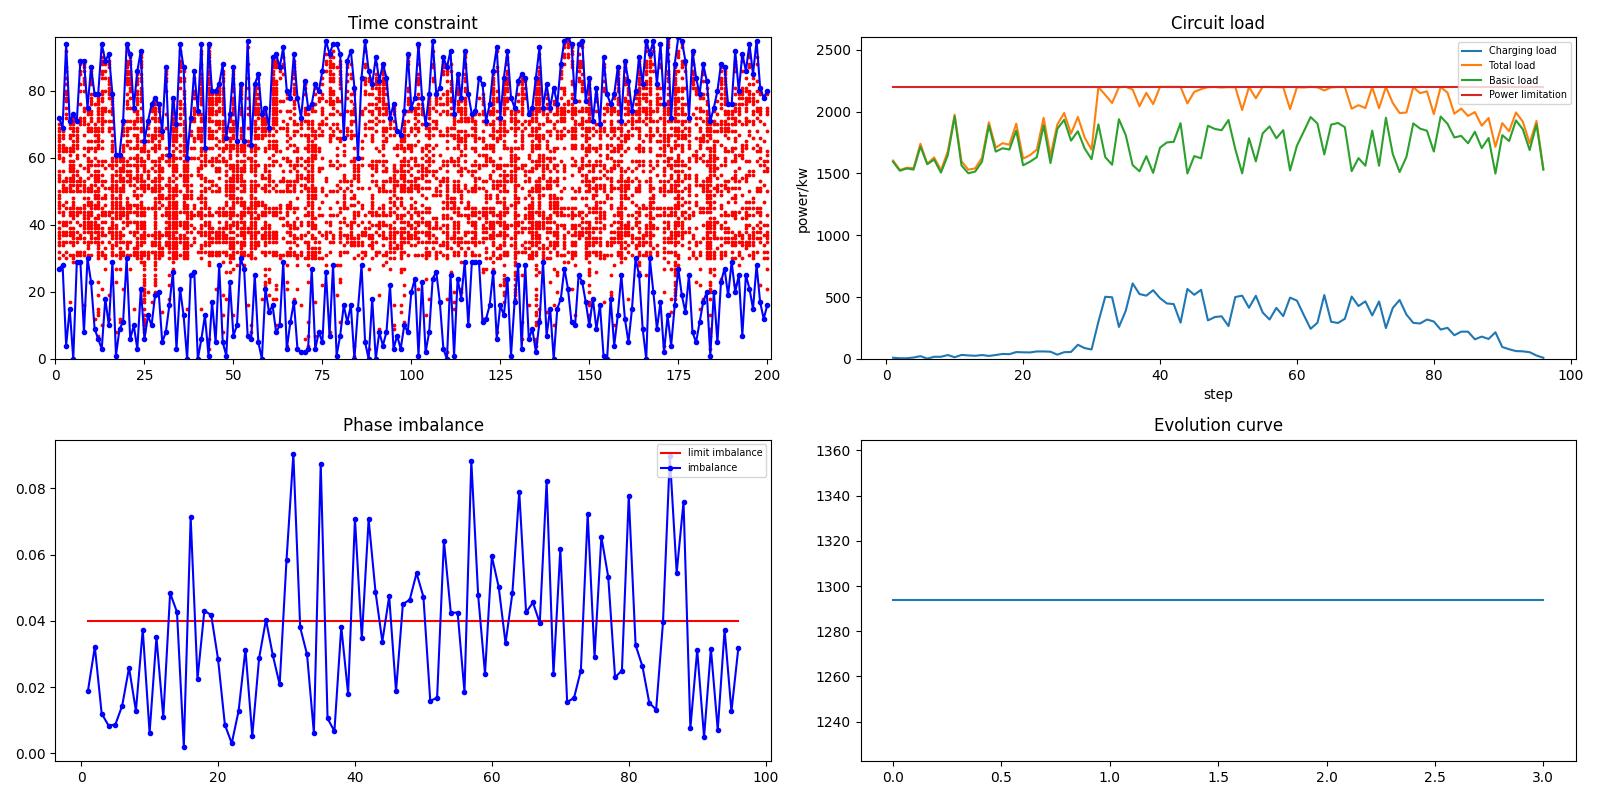 Time constraint
80
60
40
20
0
0 25 50 75 100 125 150 175 200
Circuit load
power/kw
2500
2000
1500
1000
500
0
Charging load
Total load
Basic load
Power limitation
0 20 40 60 80 100
step
Phase imbalance
0.08
0.06
0.04
0.02
0.00
limit imbalance
imbalance
0 20 40 60 80 100
Evolution curve
1360
1340
1320
1300
1280
1260
1240
0.0 0.5 1.0 1.5 2.0 2.5 3.0